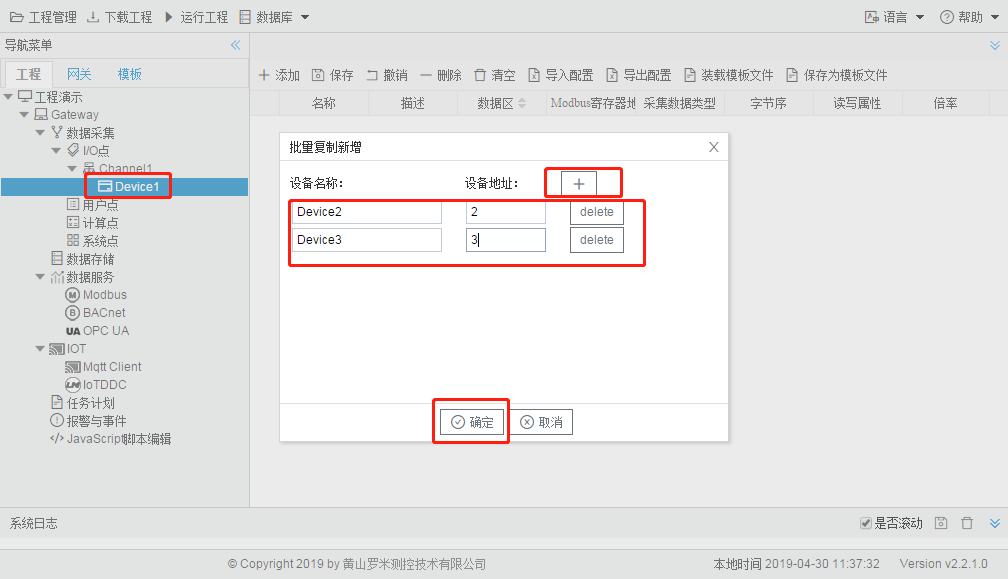 工程管理 下载工程 运行工程 数据库 语言 帮助
导航菜单
工程 网关 模板
添加 保存 撤销 删除 清空 导入配置 导出配置 装载模板文件 保存为模板文件
名称 描述 数据区 Modbus寄存器地 采集数据类型 字节序 读写属性 倍率
工程演示
Gateway
数据采集
I/O点
Channel1
Device1
用户点
计算点
系统点
数据存储
数据服务
Modbus
BACnet
UA OPC UA
IOT
Mqtt Client
IoTDDC
任务计划
报警与事件
JavaScript脚本编辑
批量复制新增 X
设备名称: 设备地址: +
Device2 2 delete
Device3 3 delete
确定 取消
系统日志 是否滚动
© Copyright 2019 by 黄山罗米测控技术有限公司 本地时间 2019-04-30 11:37:32 Version v2.2.1.0